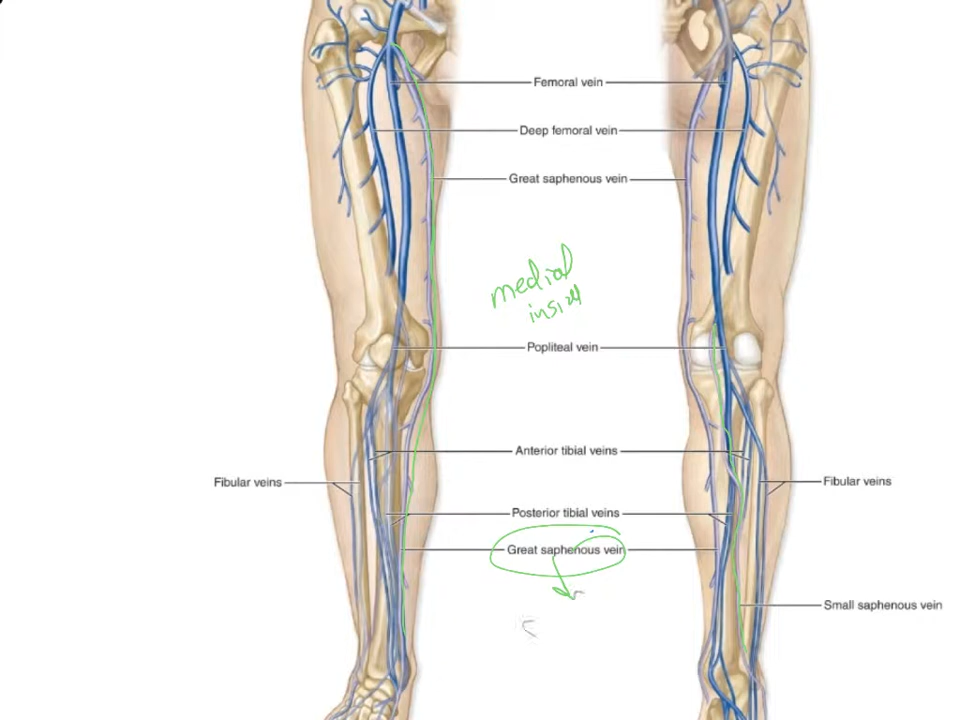 Femoral vein
Deep femoral vein
Great saphenous vein
medial
Popliteal vein
Anterior tibial veins
Fibular veins
Fibular veins
Posterior tibial veins
Great saphenous vein
Small saphenous vein